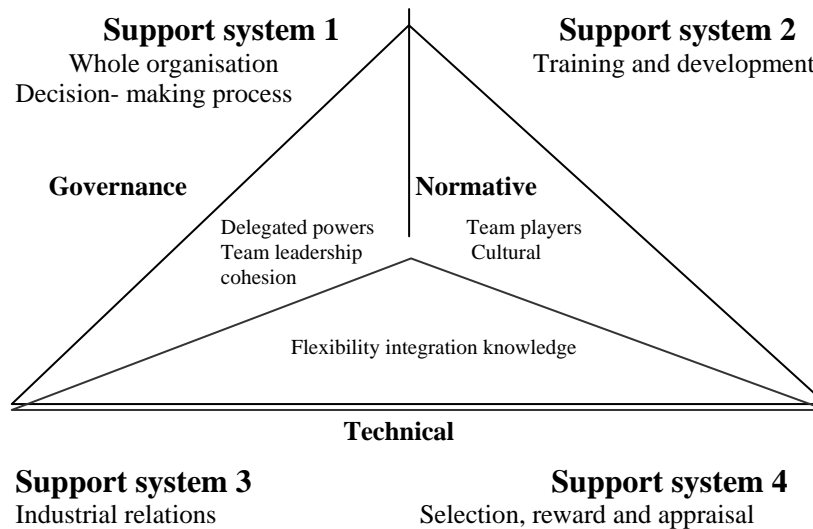 Support system 1
Whole organisation
Decision- making process
Support system 2
Training and development
Governance
Normative
Delegated powers
Team leadership
cohesion
Team players
Cultural
Flexibility integration knowledge
Technical
Support system 3
Industrial relations
Support system 4
Selection, reward and appraisal